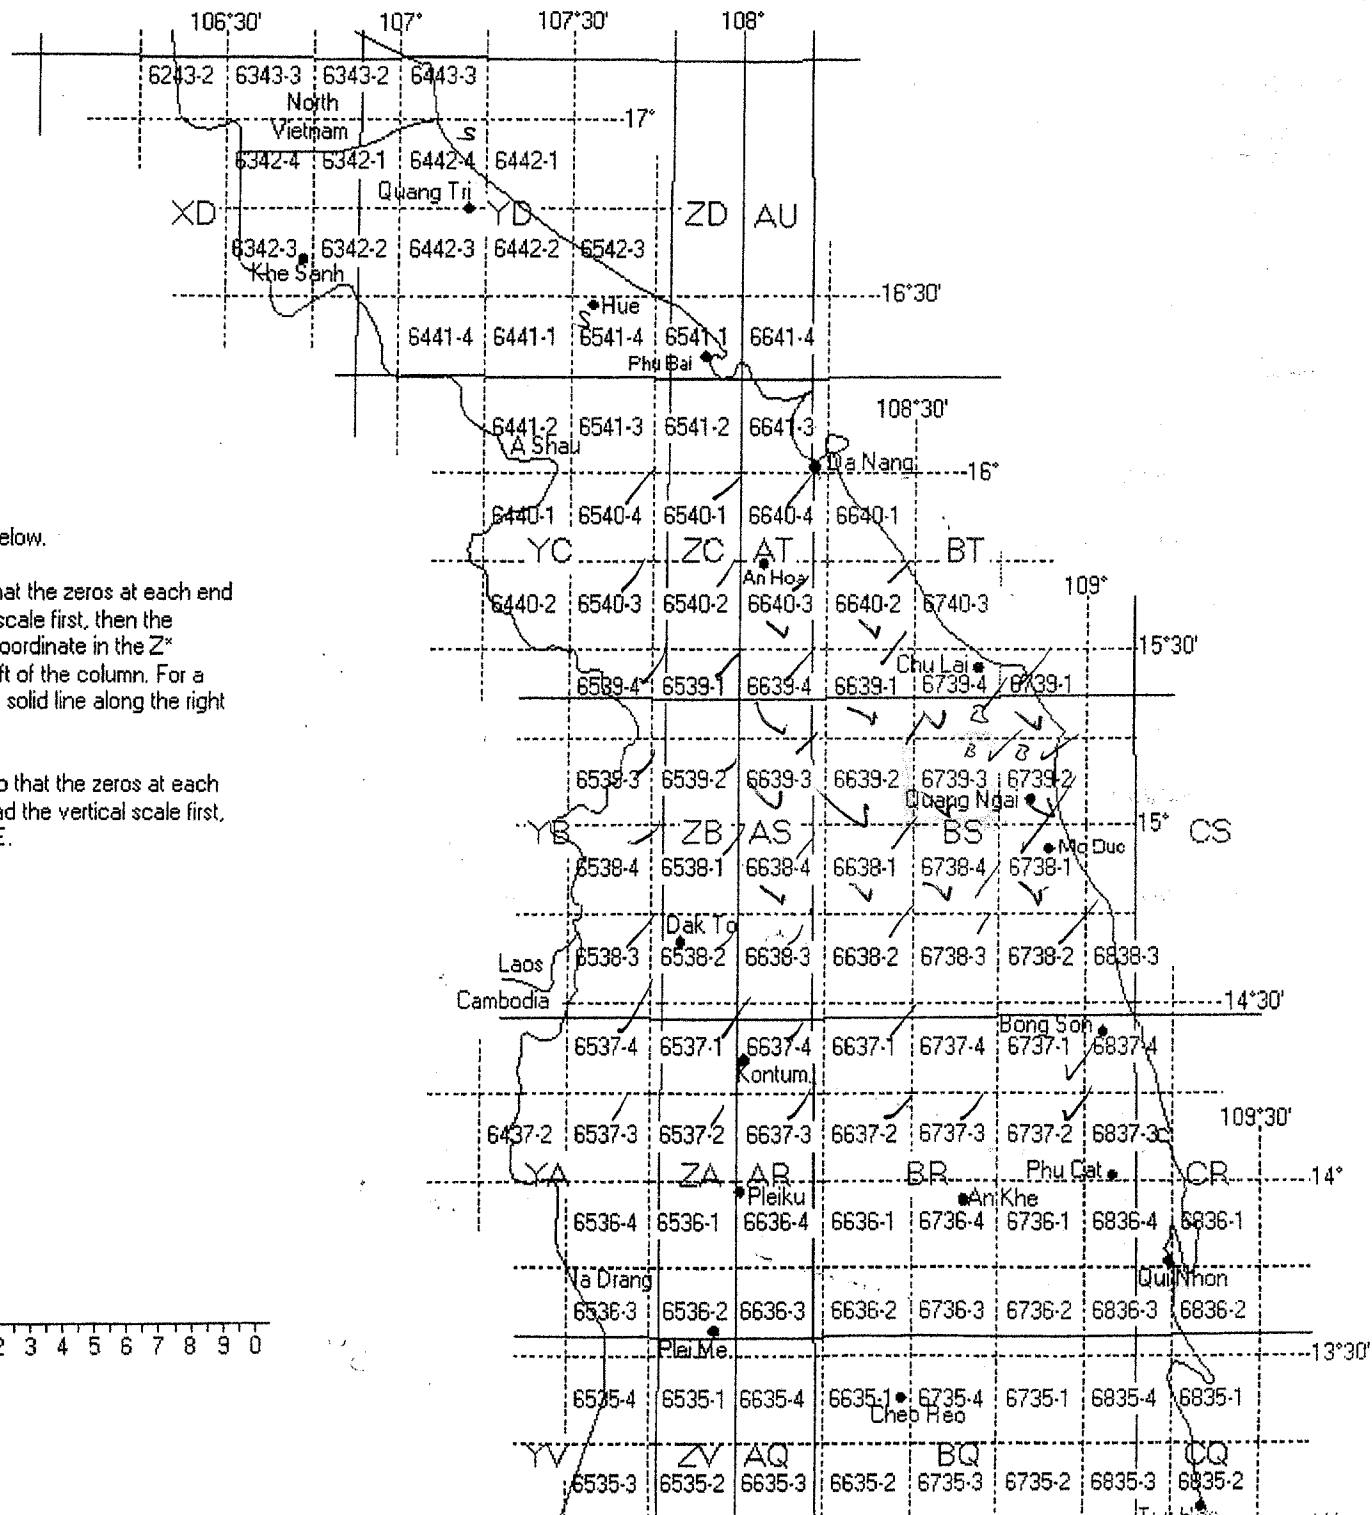 106°30' 107° 107°30' 108°
6243-2 6343-3 6343-2 6443-3
North
17°
Vietnam
S
6342-4 6342-1 6442-4 6442-1
Quang Tri
XD YD ZD AU
6342-3 6342-2 6442-3 6442-2 6542-3
Khe Sanh
16°30'
Hue
6441-4 6441-1 6541-4 6541-1 6641-4
Phu Bai
108°30'
6441-2 6541-3 6541-2 6641-3
A Shau
Da Nang
16°
6440-1 6540-4 6540-1 6640-4 6640-1
elow.
YC ZC AT BT
An Hoa
109°
at the zeros at each end
6440-2 6540-3 6540-2 6640-3 6640-2 6740-3
scale first, then the
oordinate in the Z*
15°30'
ft of the column. For a
Chu Lai
6539-4 6539-1 6639-4 6639-1 6739-4 6739-1
solid line along the right
B
B B
o that the zeros at each
6539-3 6539-2 6639-3 6639-2 6739-3 6739-2
Quang Ngai
ad the vertical scale first,
15°
E.
YB ZB AS BS CS
Mo Duc
6538-4 6538-1 6638-4 6638-1 6738-4 6738-1
Dak To
6538-3 6538-2 6638-3 6638-2 6738-3 6738-2 6838-3
Laos
Cambodia
14°30'
Bong Son
6537-4 6537-1 6637-4 6637-1 6737-4 6737-1 6837-4
Kontum
109°30'
6437-2 6537-3 6537-2 6637-3 6637-2 6737-3 6737-2 6837-3
YA ZA AR BR Phu Cat CR 14°
Pleiku An Khe
6536-4 6536-1 6636-4 6636-1 6736-4 6736-1 6836-4 6836-1
Ia Drang Qui Nhon
6536-3 6536-2 6636-3 6636-2 6736-3 6736-2 6836-3 6836-2
2 3 4 5 6 7 8 9 0
Plei Me
13°30'
6535-4 6535-1 6635-4 6635-1 6735-4 6735-1 6835-4 6835-1
Cheo Reo
YV ZV AQ BQ CQ
6535-3 6535-2 6635-3 6635-2 6735-3 6735-2 6835-3 6835-2